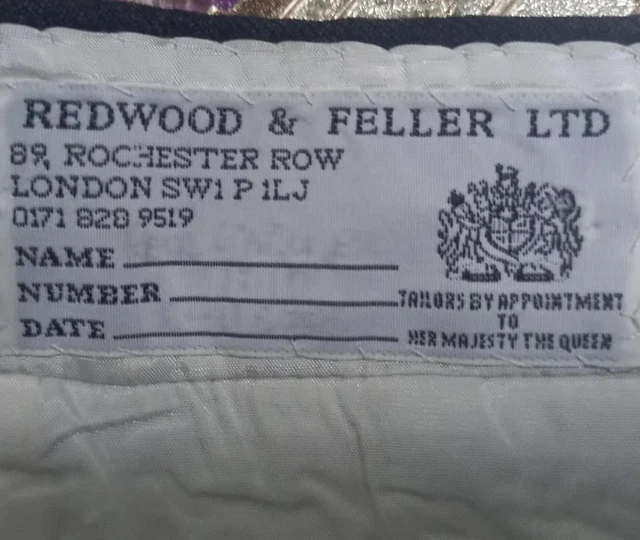 REDWOOD & FELLER LTD
89, ROCHESTER ROW
LONDON SW1P 1LJ
0171 828 9519
NAME
NUMBER
DATE
TAILORS BY APPOINTMENT
TO
HER MAJESTY THE QUEEN